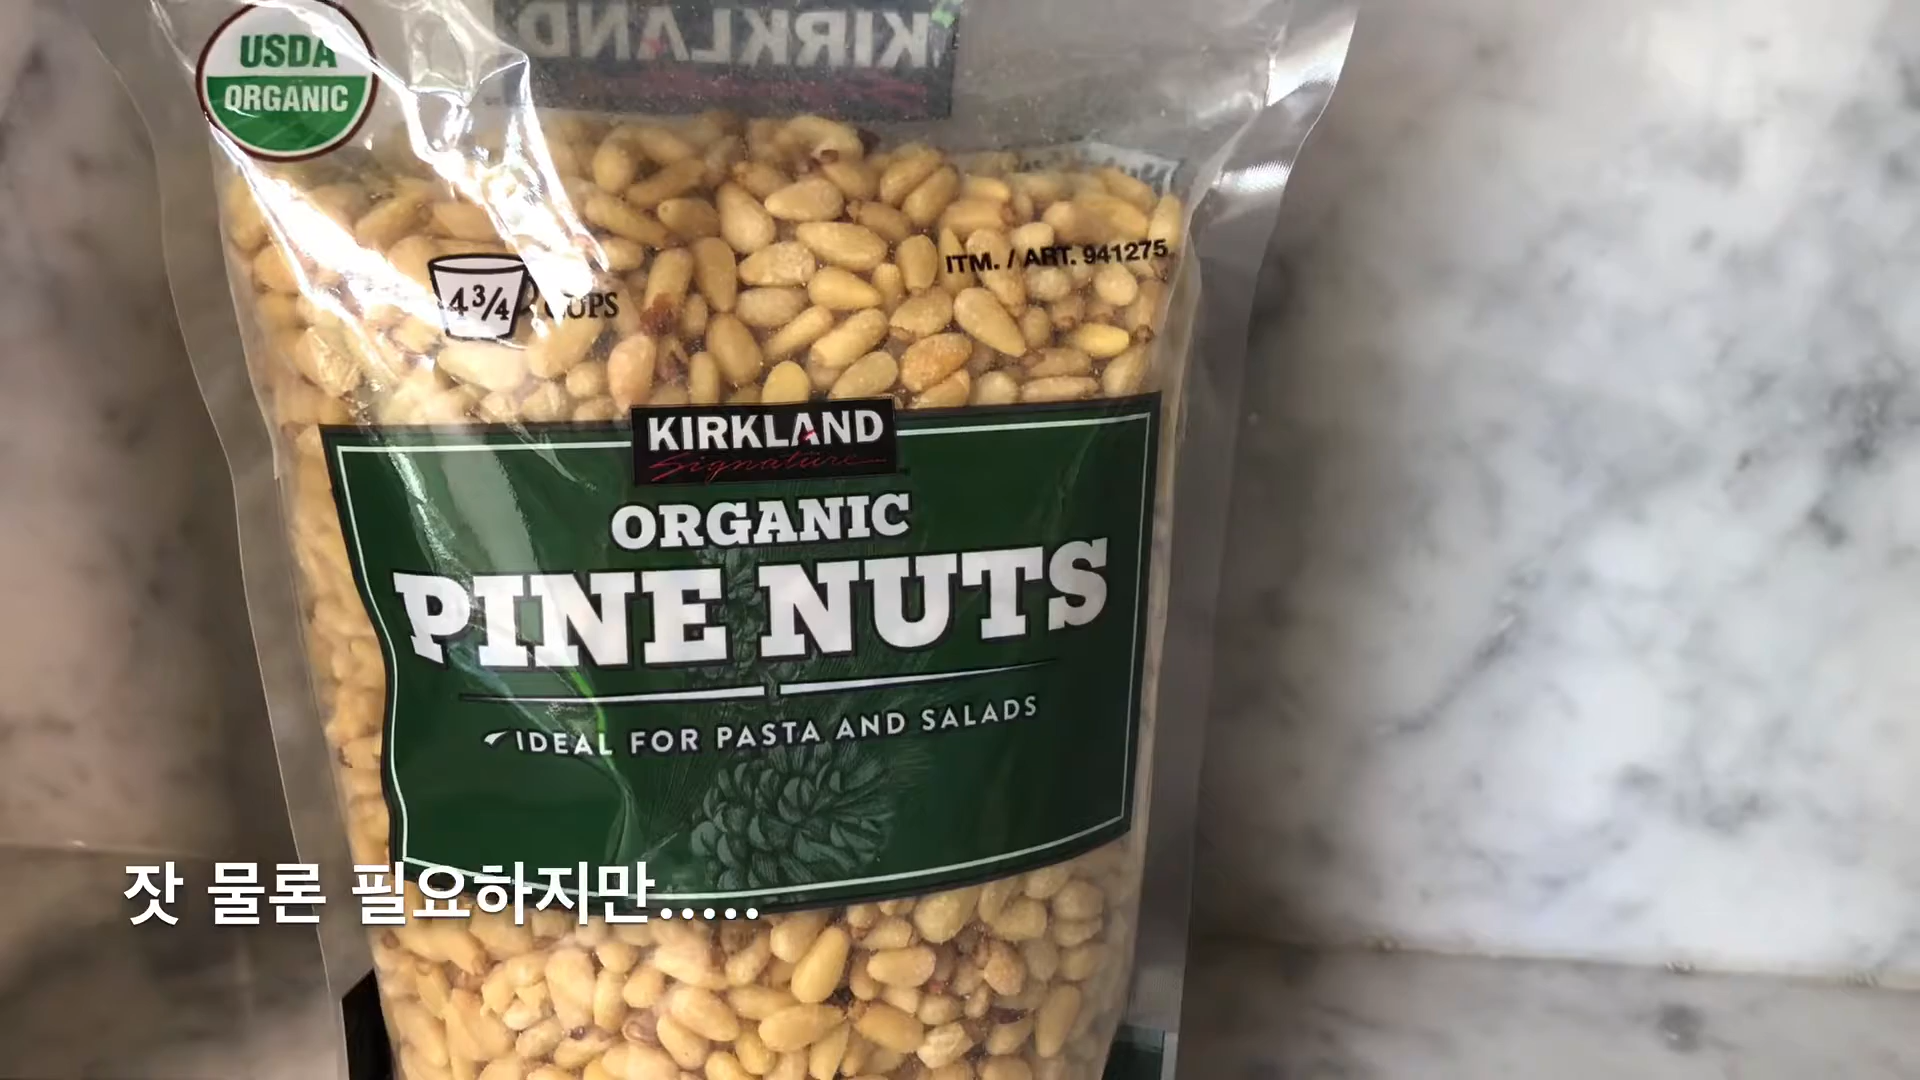 USDA
ORGANIC
KIRKLAND
4 3/4 CUPS
ITM. / ART. 941275
KIRKLAND
Signature
ORGANIC
PINE NUTS
IDEAL FOR PASTA AND SALADS
잣 물론 필요하지만.....